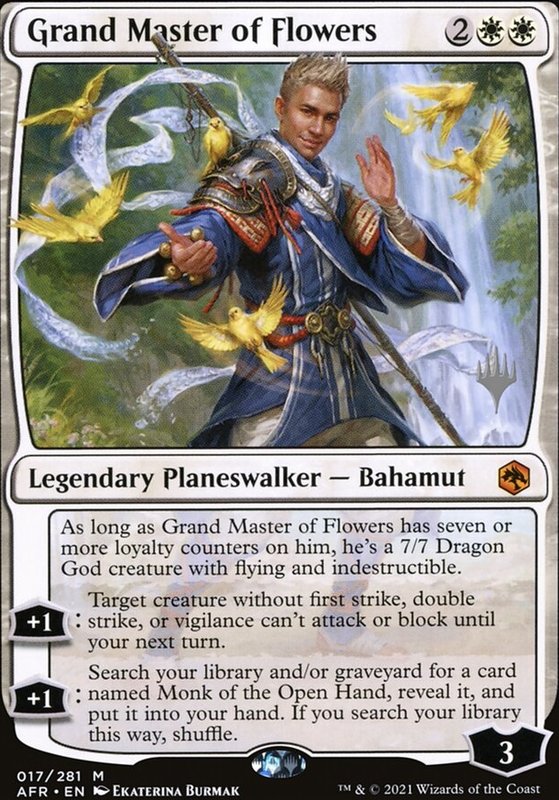 Grand Master of Flowers 2
Legendary Planeswalker — Bahamut
As long as Grand Master of Flowers has seven or
more loyalty counters on him, he's a 7/7 Dragon
God creature with flying and indestructible.
+1: Target creature without first strike, double
strike, or vigilance can't attack or block until
your next turn.
+1: Search your library and/or graveyard for a card
named Monk of the Open Hand, reveal it, and
put it into your hand. If you search your library
this way, shuffle.
3
017/281 M
AFR • EN Ekaterina Burmak
™ & © 2021 Wizards of the Coast